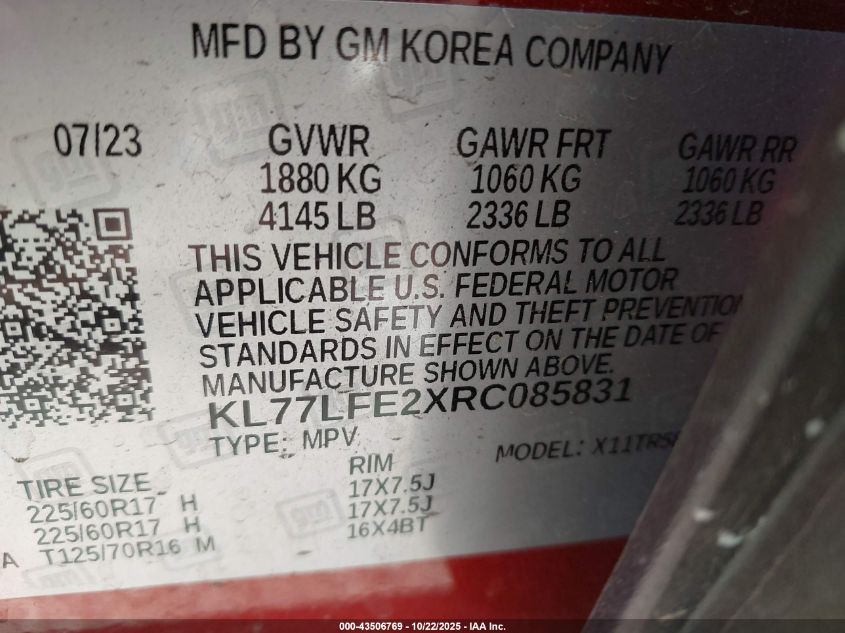 MFD BY GM KOREA COMPANY
07/23 GVWR GAWR FRT GAWR RR
1880 KG 1060 KG 1060 KG
4145 LB 2336 LB 2336 LB
THIS VEHICLE CONFORMS TO ALL
APPLICABLE U.S. FEDERAL MOTOR
VEHICLE SAFETY AND THEFT PREVENTION
STANDARDS IN EFFECT ON THE DATE OF
MANUFACTURE SHOWN ABOVE.
KL77LFE2XRC085831
TYPE: MPV MODEL:
TIRE SIZE RIM
225/60R17 H 17X7.5J
225/60R17 H 17X7.5J
A T125/70R16 M 16X4BT
000-43506769 - 10/22/2025 - IAA Inc.